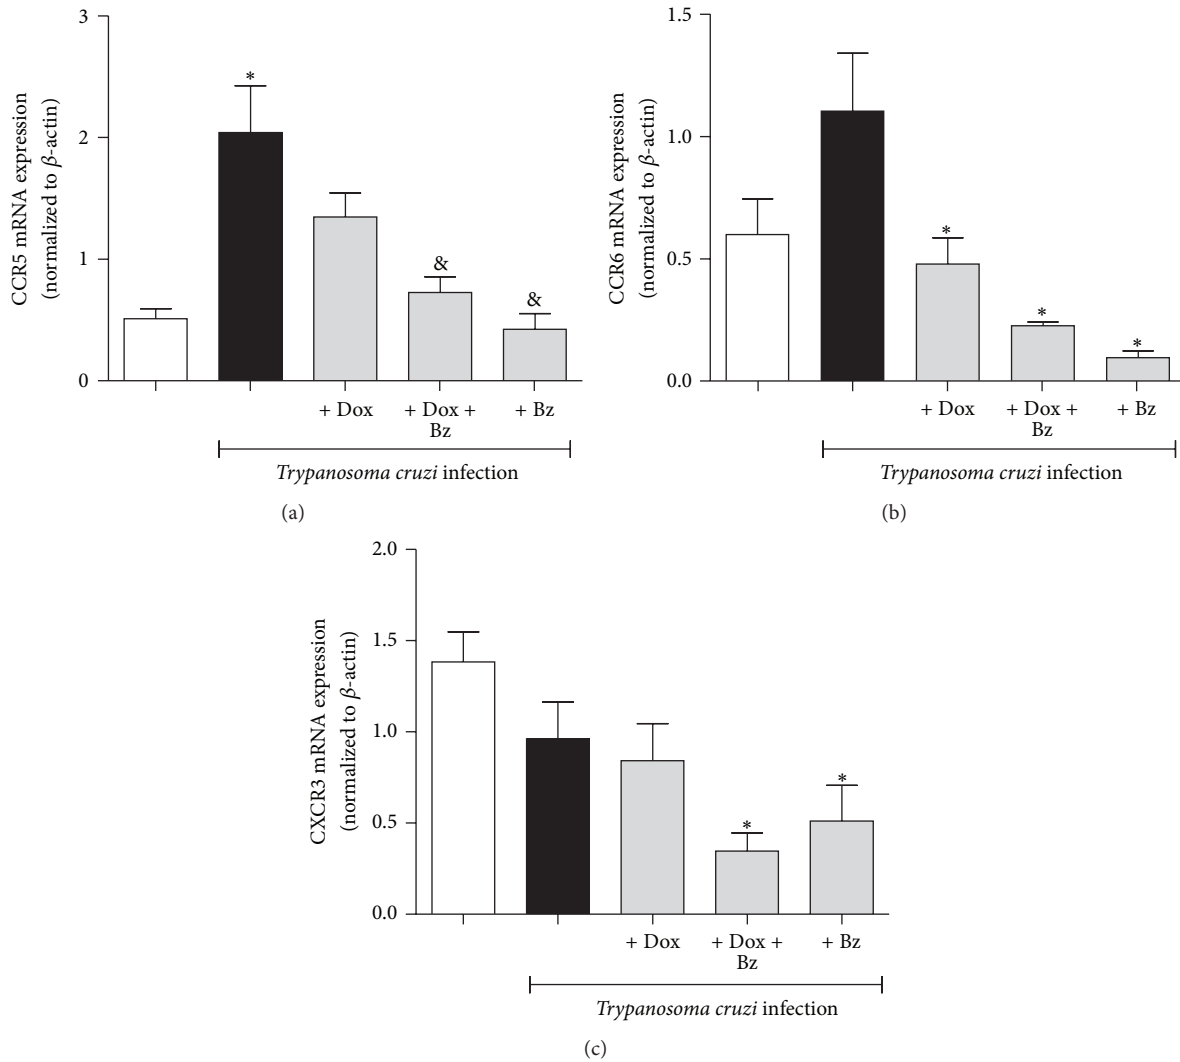 CCR5 mRNA expression
(normalized to β-actin)
3
2
1
0
*
&
&
+ Dox
+ Dox +
Bz
+ Bz
Trypanosoma cruzi infection
(a)
CCR6 mRNA expression
(normalized to β-actin)
1.5
1.0
0.5
0.0
*
*
*
+ Dox
+ Dox +
Bz
+ Bz
Trypanosoma cruzi infection
(b)
CXCR3 mRNA expression
(normalized to β-actin)
2.0
1.5
1.0
0.5
0.0
*
*
+ Dox
+ Dox +
Bz
+ Bz
Trypanosoma cruzi infection
(c)